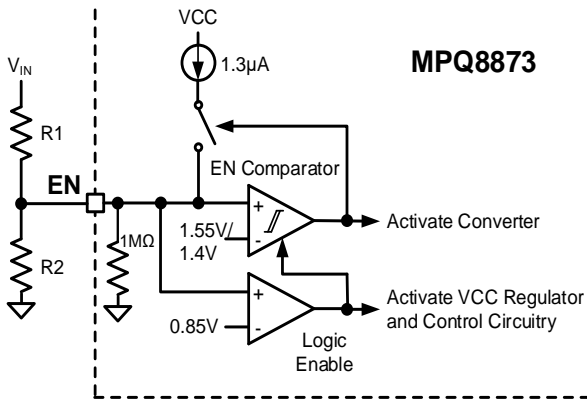 VCC
1.3µA
MPQ8873
VIN
R1
EN
EN Comparator
+
-
1.55V/
1.4V
1MΩ
Activate Converter
R2
+
-
0.85V
Activate VCC Regulator
and Control Circuitry
Logic
Enable